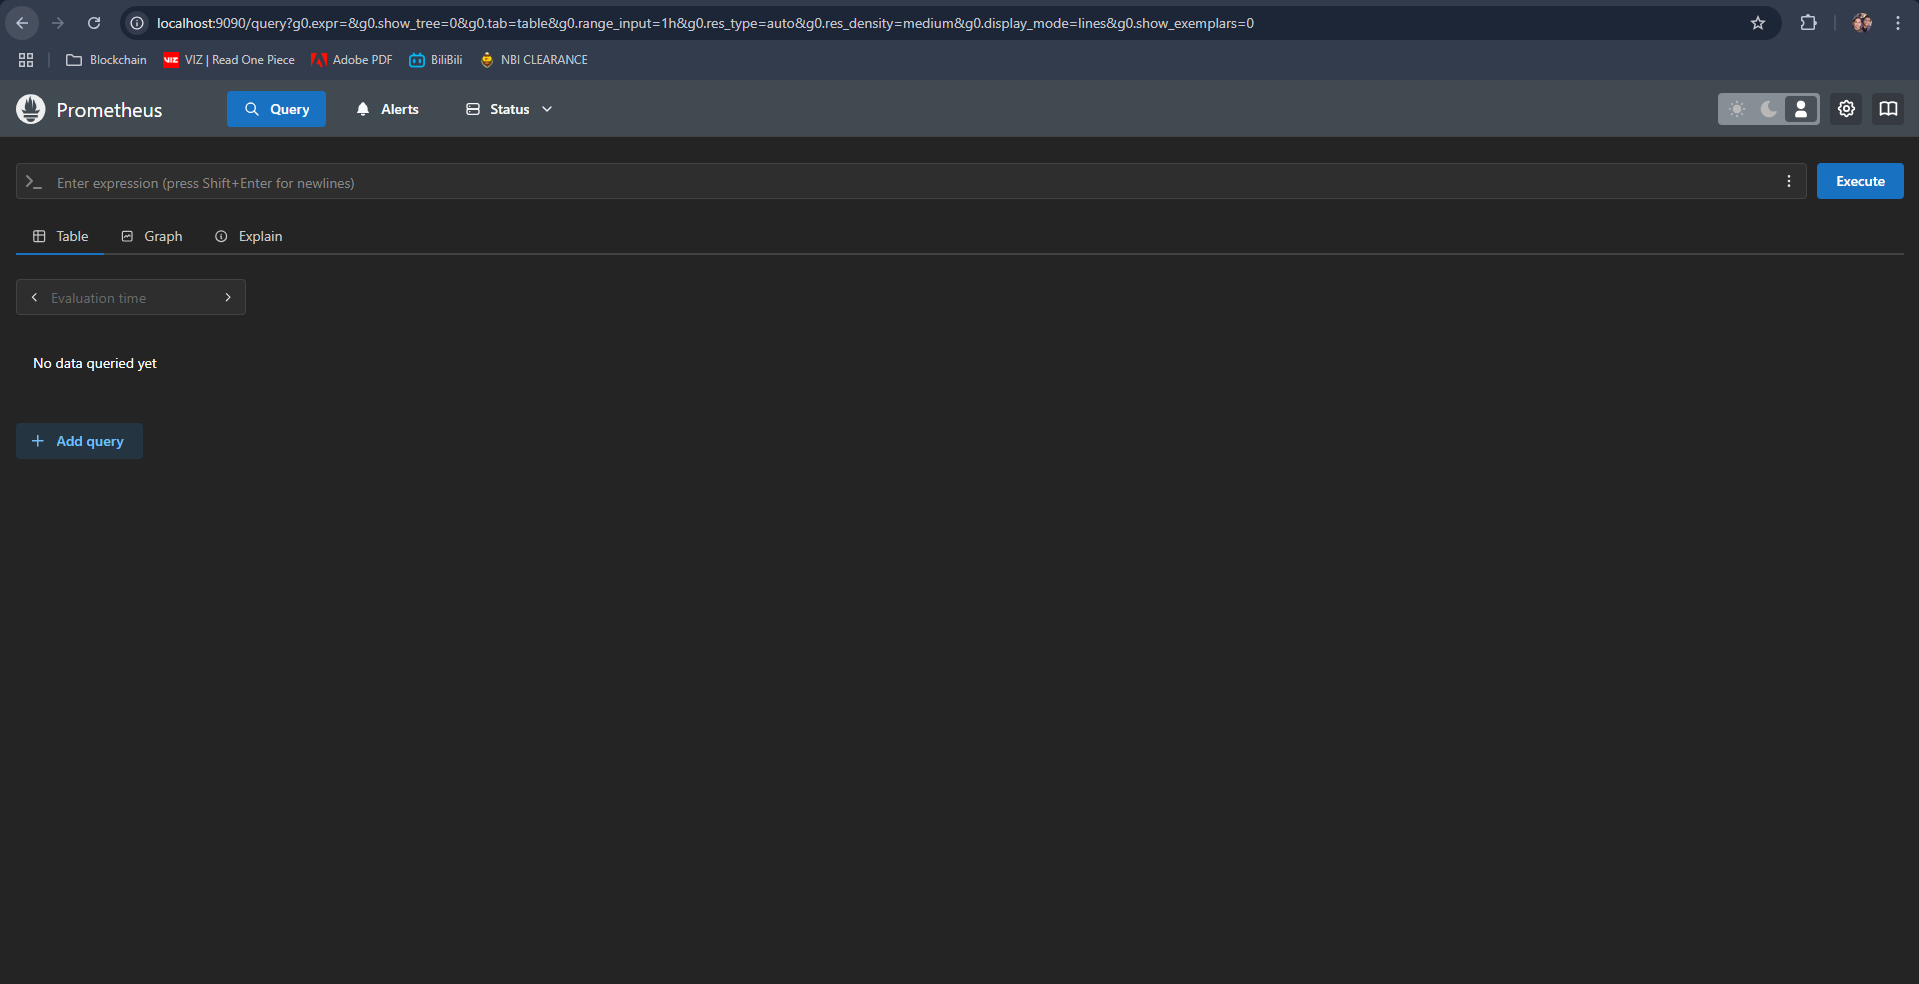 localhost:9090/query?g0.expr=&g0.show_tree=0&g0.tab=table&g0.range_input=1h&g0.res_type=auto&g0.res_density=medium&g0.display_mode=lines&g0.show_exemplars=0
Blockchain VIZ VIZ | Read One Piece Adobe PDF BiliBili NBI CLEARANCE
Prometheus Query Alerts Status
Enter expression (press Shift+Enter for newlines) Execute
Table Graph Explain
Evaluation time
No data queried yet
Add query